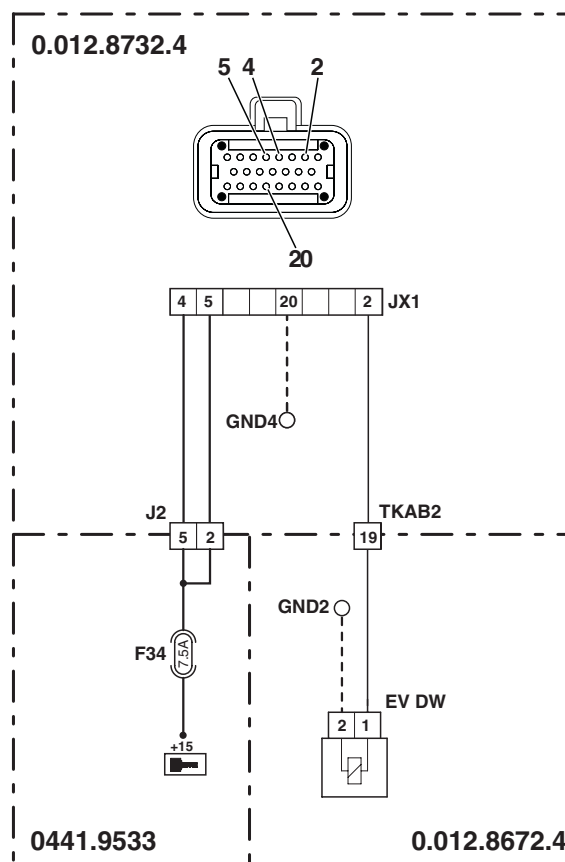 0.012.8732.4
5 4 2
20
4 5 20 2 JX1
GND4
J2 TKAB2
5 2 19
GND2
F34 7.5A
EV DW
+15 2 1
0441.9533 0.012.8672.4